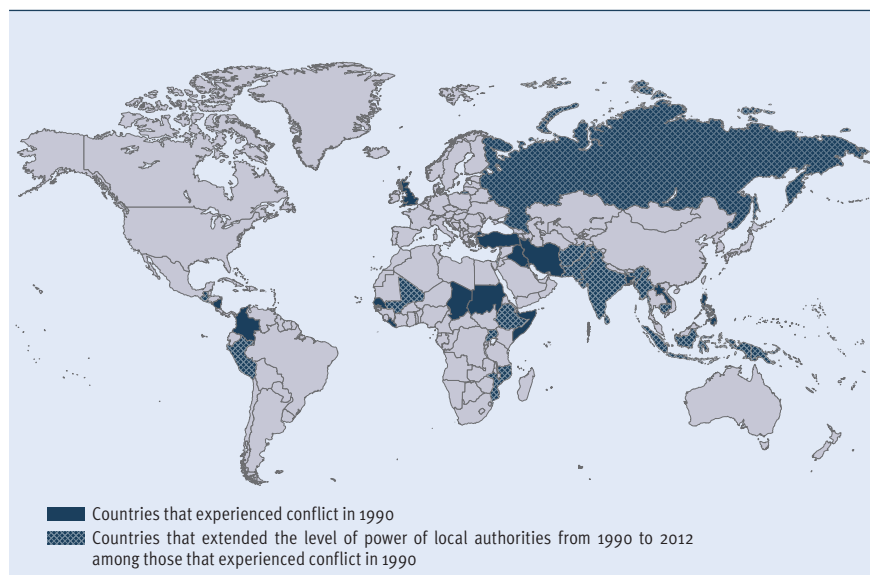 Countries that experienced conflict in 1990
Countries that extended the level of power of local authorities from 1990 to 2012
among those that experienced conflict in 1990